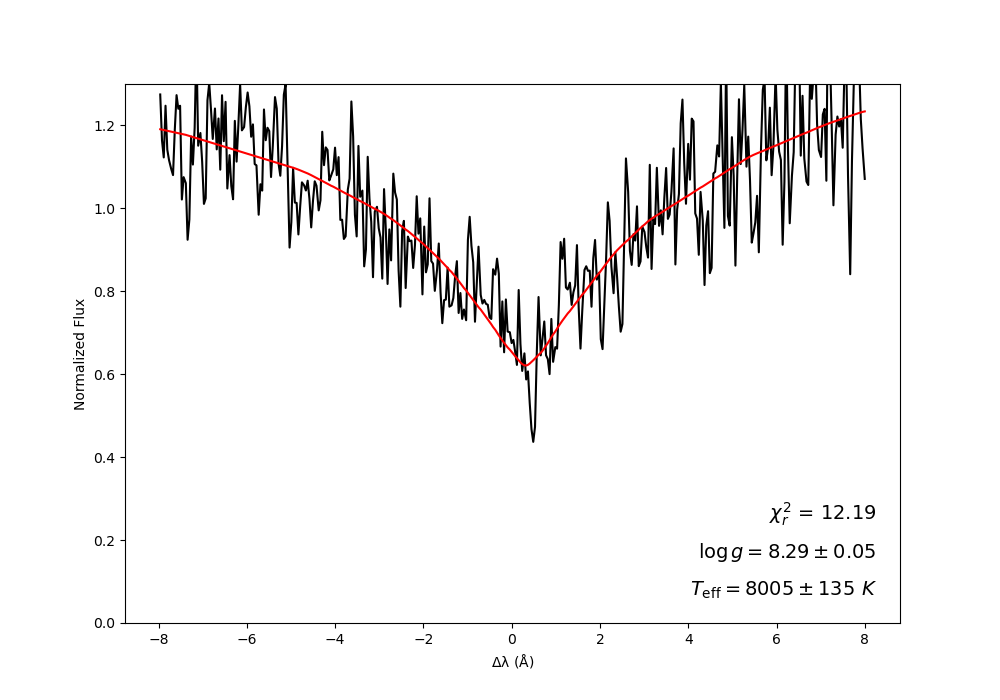 1.2
1.0
0.8
0.6
0.4
0.2
0.0
Normalized Flux
χ²ᵣ = 12.19
log g = 8.29 ± 0.05
T_eff = 8005 ± 135 K
−8 −6 −4 −2 0 2 4 6 8
Δλ (Å)